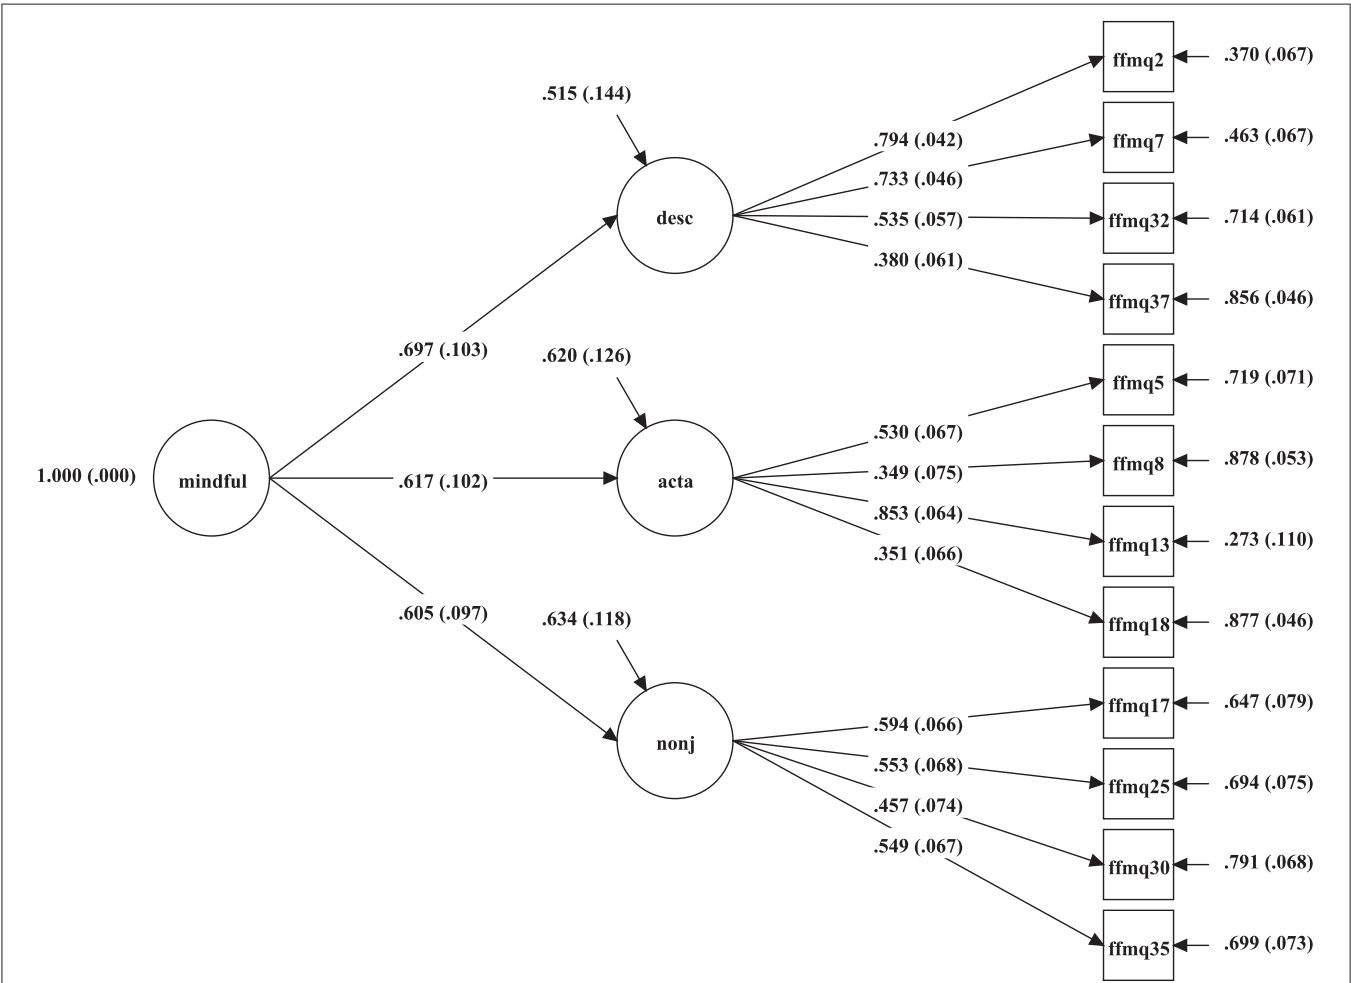 ffmq2 .370 (.067)
.515 (.144)
.794 (.042)
ffmq7 .463 (.067)
.733 (.046)
desc
.535 (.057)
ffmq32 .714 (.061)
.380 (.061)
ffmq37 .856 (.046)
.697 (.103)
.620 (.126)
ffmq5 .719 (.071)
.530 (.067)
1.000 (.000) mindful
.617 (.102)
acta
.349 (.075)
ffmq8 .878 (.053)
.853 (.064)
ffmq13 .273 (.110)
.351 (.066)
.605 (.097)
.634 (.118)
ffmq18 .877 (.046)
ffmq17 .647 (.079)
.594 (.066)
nonj
.553 (.068)
ffmq25 .694 (.075)
.457 (.074)
.549 (.067)
ffmq30 .791 (.068)
ffmq35 .699 (.073)